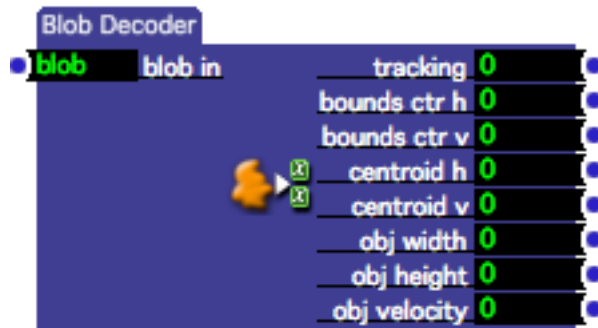 Blob Decoder
blob blob in tracking 0
bounds ctr h 0
bounds ctr v 0
x centroid h 0
x centroid v 0
obj width 0
obj height 0
obj velocity 0